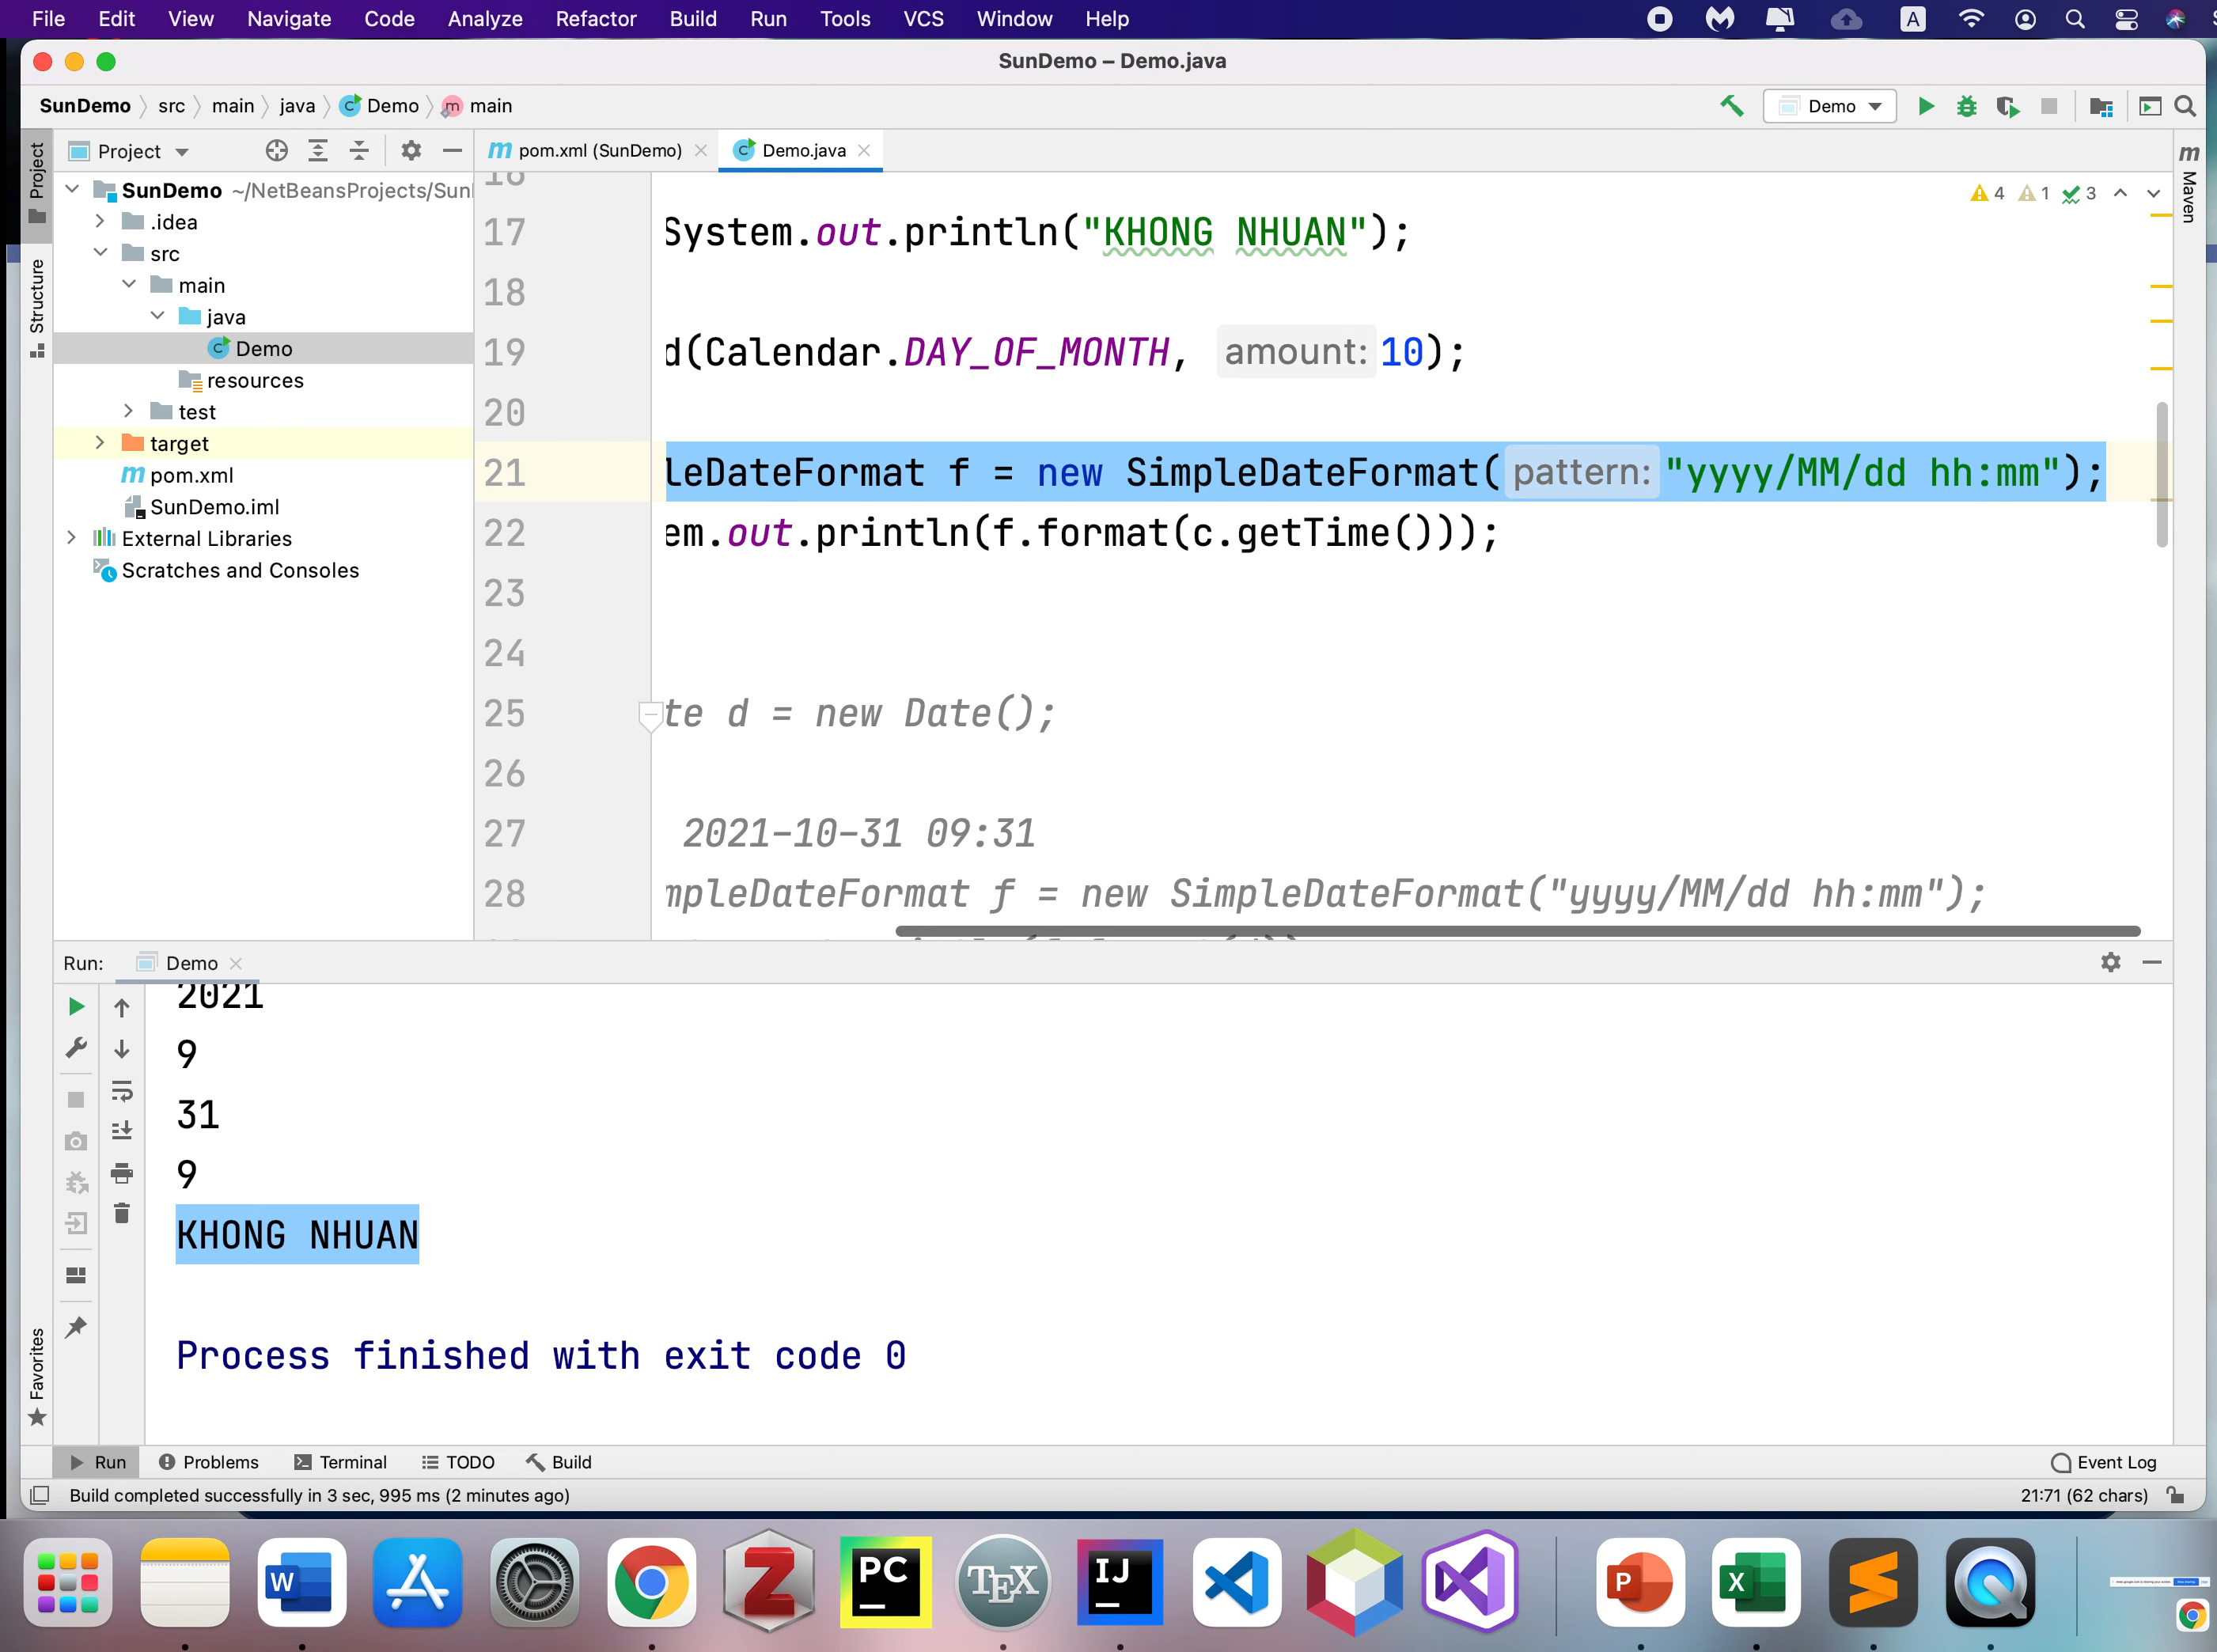 File Edit View Navigate Code Analyze Refactor Build Run Tools VCS Window Help
SunDemo – Demo.java
SunDemo src main java Demo main
Demo
Project
pom.xml (SunDemo)
Demo.java
Project
Structure
Favorites
Maven
SunDemo ~/NetBeansProjects/Sun
.idea
src
main
java
Demo
resources
test
target
pom.xml
SunDemo.iml
External Libraries
Scratches and Consoles
4 1 3
16
17 System.out.println("KHONG NHUAN");
18
19 d(Calendar.DAY_OF_MONTH, amount: 10);
20
21 leDateFormat f = new SimpleDateFormat( pattern: "yyyy/MM/dd hh:mm");
22 em.out.println(f.format(c.getTime()));
23
24
25 te d = new Date();
26
27 2021-10-31 09:31
28 mpleDateFormat f = new SimpleDateFormat("yyyy/MM/dd hh:mm");
Run: Demo
2021
9
31
9
KHONG NHUAN
Process finished with exit code 0
Run Problems Terminal TODO Build Event Log
Build completed successfully in 3 sec, 995 ms (2 minutes ago) 21:71 (62 chars)